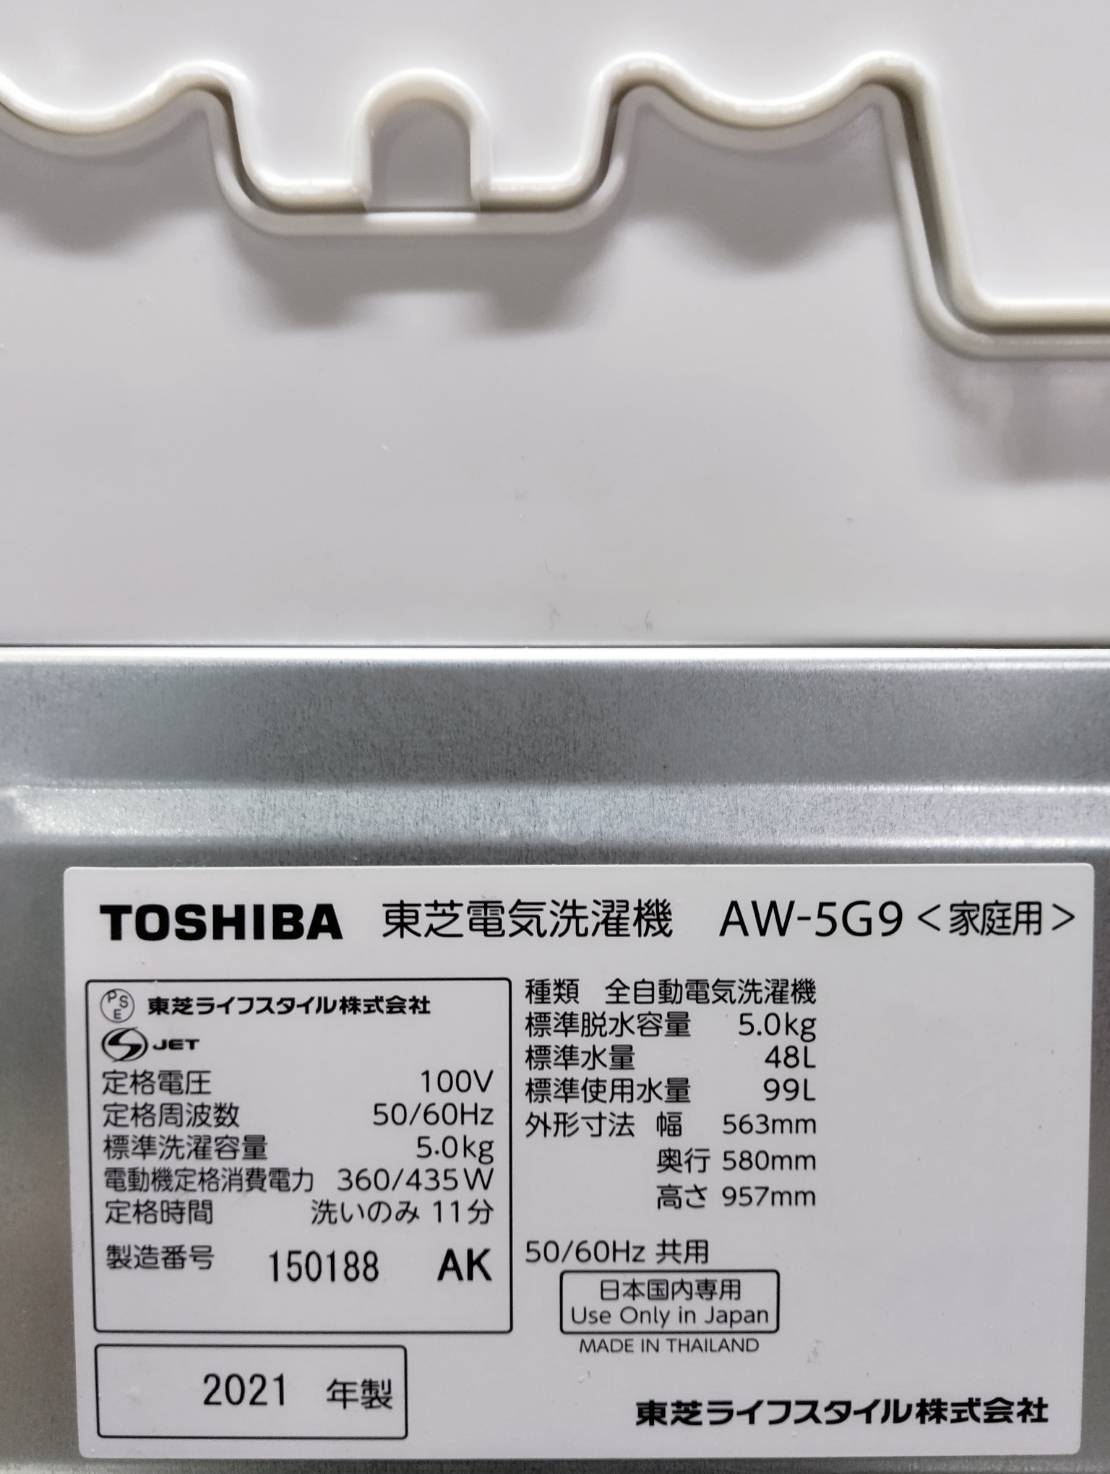 TOSHIBA 東芝電気洗濯機 AW-5G9<家庭用>
PSE 東芝ライフスタイル株式会社
S JET
定格電圧 100V
定格周波数 50/60Hz
標準洗濯容量 5.0kg
電動機定格消費電力 360/435W
定格時間 洗いのみ 11分
製造番号 150188 AK
2021 年製
種類 全自動電気洗濯機
標準脱水容量 5.0kg
標準水量 48L
標準使用水量 99L
外形寸法 幅 563mm
奥行 580mm
高さ 957mm
50/60Hz 共用
日本国内専用
Use Only in Japan
MADE IN THAILAND
東芝ライフスタイル株式会社